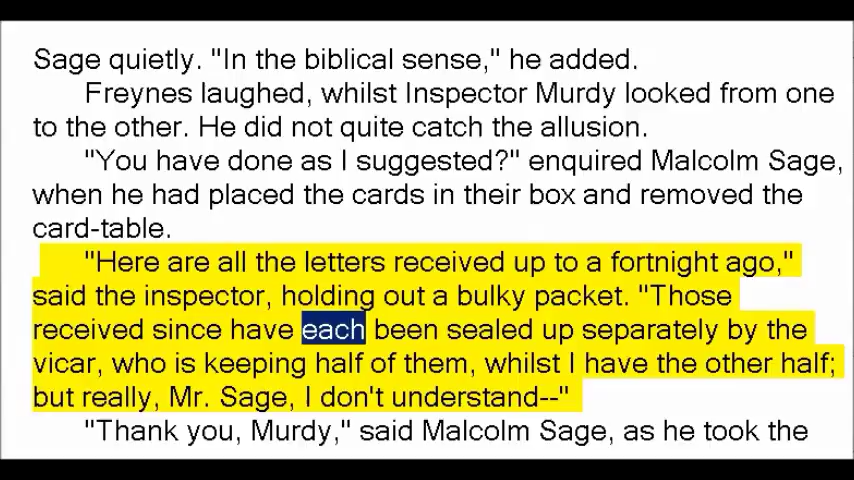 Sage quietly. "In the biblical sense," he added.
Freynes laughed, whilst Inspector Murdy looked from one
to the other. He did not quite catch the allusion.
"You have done as I suggested?" enquired Malcolm Sage,
when he had placed the cards in their box and removed the
card-table.
"Here are all the letters received up to a fortnight ago,"
said the inspector, holding out a bulky packet. "Those
received since have each been sealed up separately by the
vicar, who is keeping half of them, whilst I have the other half;
but really, Mr. Sage, I don't understand--"
"Thank you, Murdy," said Malcolm Sage, as he took the